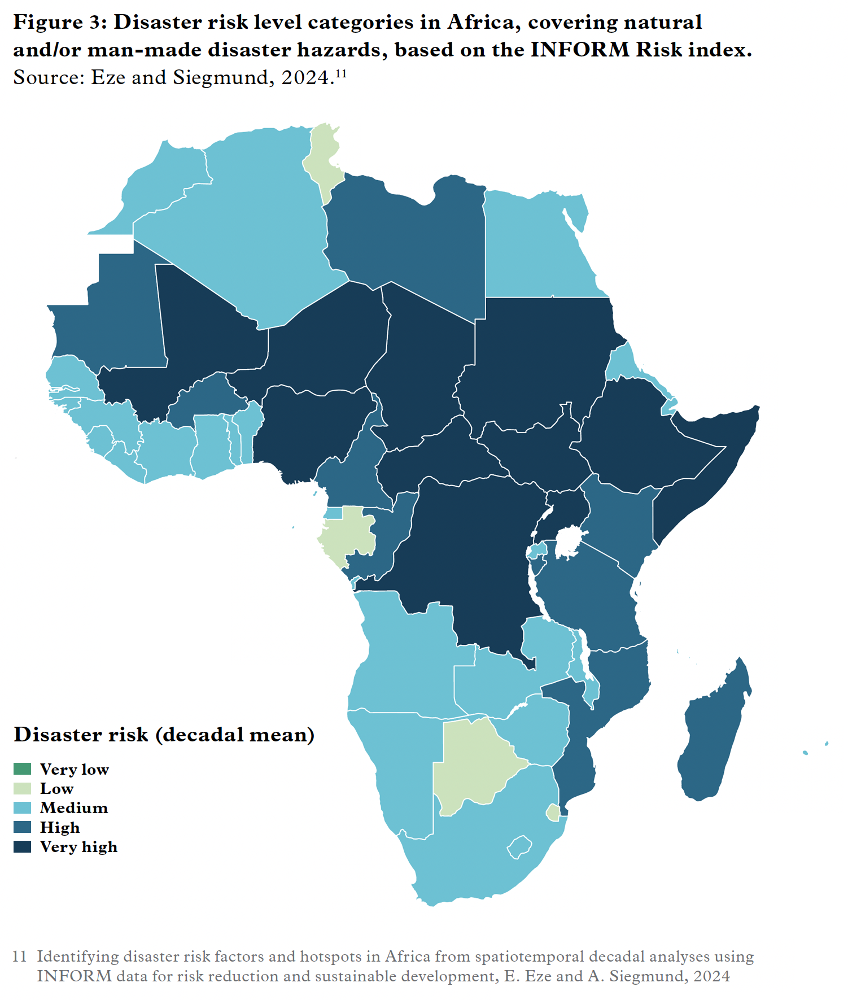 Figure 3: Disaster risk level categories in Africa, covering natural
and/or man-made disaster hazards, based on the INFORM Risk index.
Source: Eze and Siegmund, 2024.¹¹
Disaster risk (decadal mean)
Very low
Low
Medium
High
Very high
11 Identifying disaster risk factors and hotspots in Africa from spatiotemporal decadal analyses using
INFORM data for risk reduction and sustainable development, E. Eze and A. Siegmund, 2024